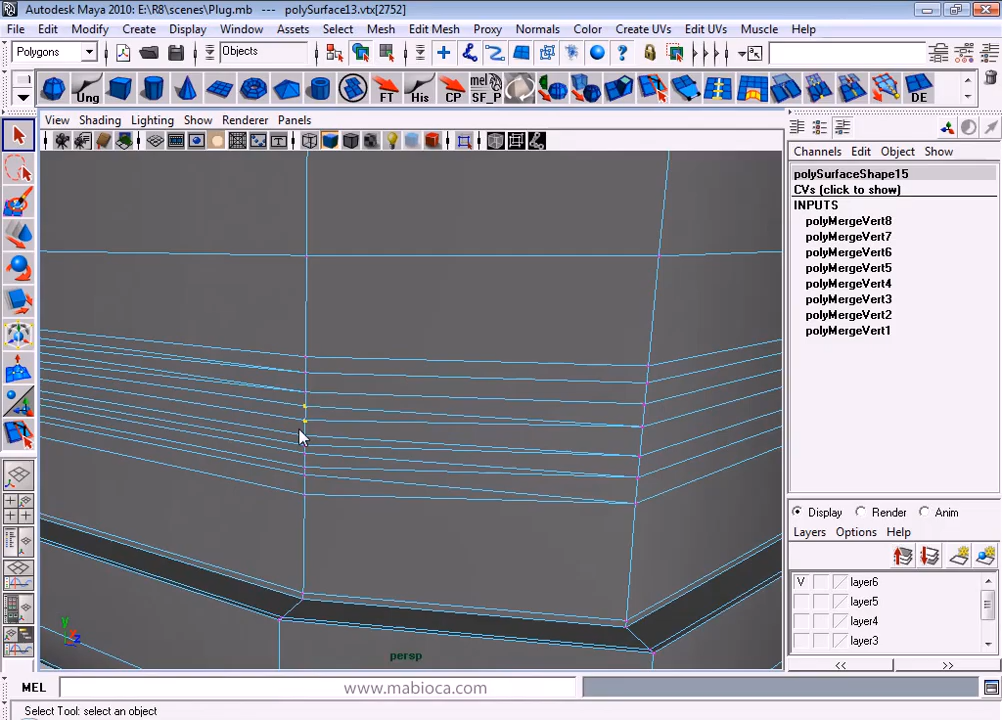 Autodesk Maya 2010: E:\R8\scenes\Plug.mb --- polySurface13.vtx[2752]
File Edit Modify Create Display Window Assets Select Mesh Edit Mesh Proxy Normals Color Create UVs Edit UVs Muscle Help
Polygons Objects
Ung FT His CP mel SF_P DE
View Shading Lighting Show Renderer Panels
Channels Edit Object Show
polySurfaceShape15
CVs (click to show)
INPUTS
polyMergeVert8
polyMergeVert7
polyMergeVert6
polyMergeVert5
polyMergeVert4
polyMergeVert3
polyMergeVert2
polyMergeVert1
Display Render Anim
Layers Options Help
V layer6
layer5
layer4
layer3
<< >>
y
z
persp
MEL www.mabioca.com
Select Tool: select an object